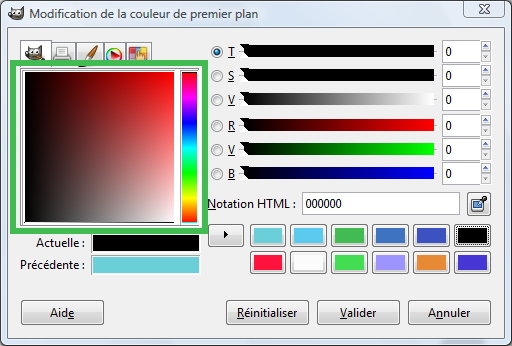 Modification de la couleur de premier plan
T 0
S 0
V 0
R 0
V 0
B 0
Notation HTML : 000000
Actuelle :
Précédente :
Aide Réinitialiser Valider Annuler